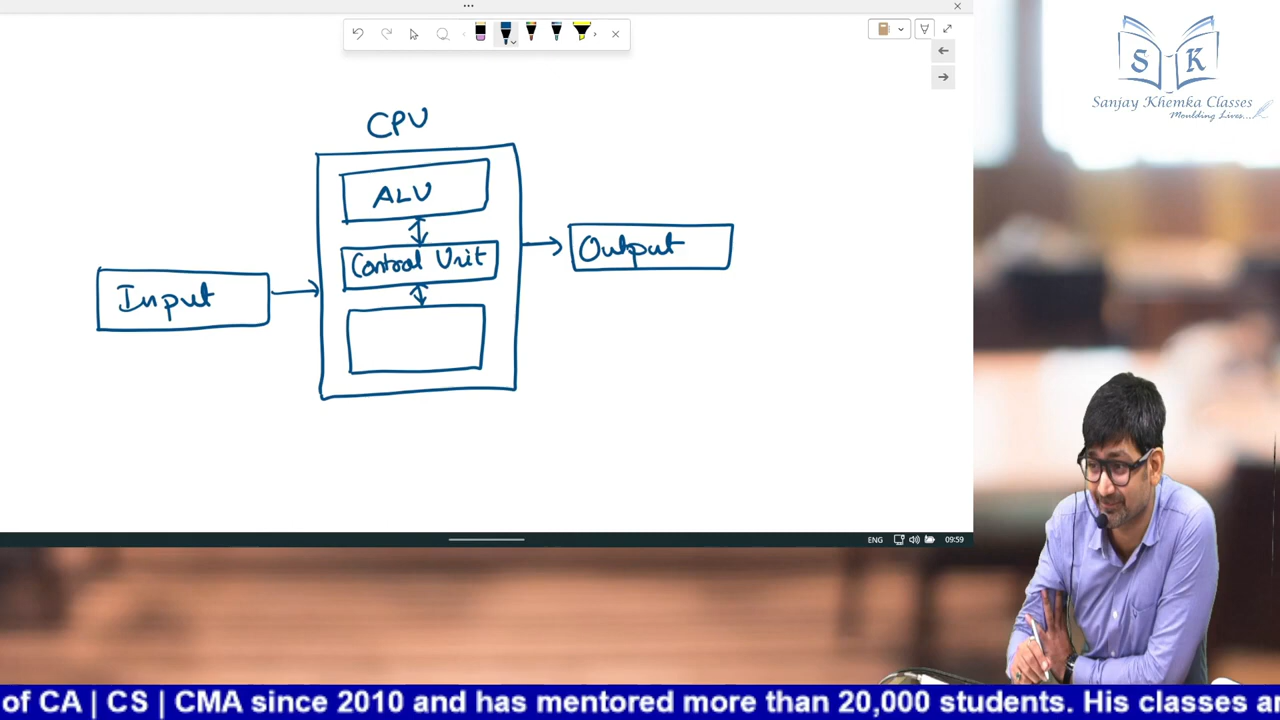 S K
Sanjay Khemka Classes
Moulding Lives...
CPU
ALU
Control Unit
Input
Output
ENG 09:59
of CA | CS | CMA since 2010 and has mentored more than 20,000 students. His classes a